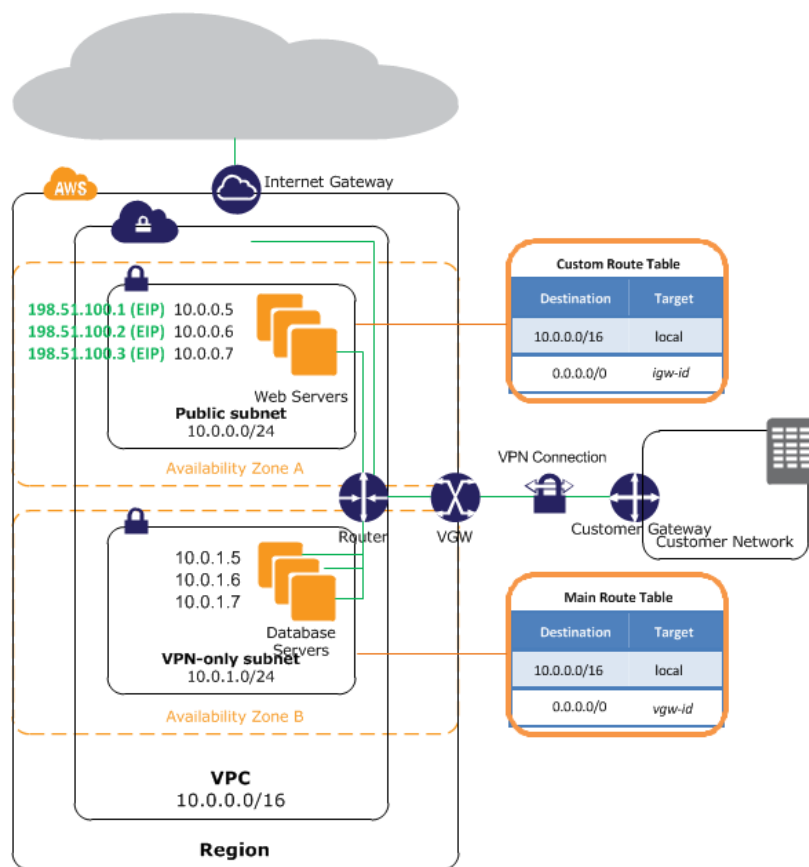 AWS
Internet Gateway
198.51.100.1 (EIP) 10.0.0.5
198.51.100.2 (EIP) 10.0.0.6
198.51.100.3 (EIP) 10.0.0.7
Web Servers
Public subnet
10.0.0.0/24
Availability Zone A
Custom Route Table
Destination Target
10.0.0.0/16 local
0.0.0.0/0 igw-id
VPN Connection
Router
VGW
Customer Gateway
Customer Network
10.0.1.5
10.0.1.6
10.0.1.7
Database
Servers
VPN-only subnet
10.0.1.0/24
Availability Zone B
Main Route Table
Destination Target
10.0.0.0/16 local
0.0.0.0/0 vgw-id
VPC
10.0.0.0/16
Region